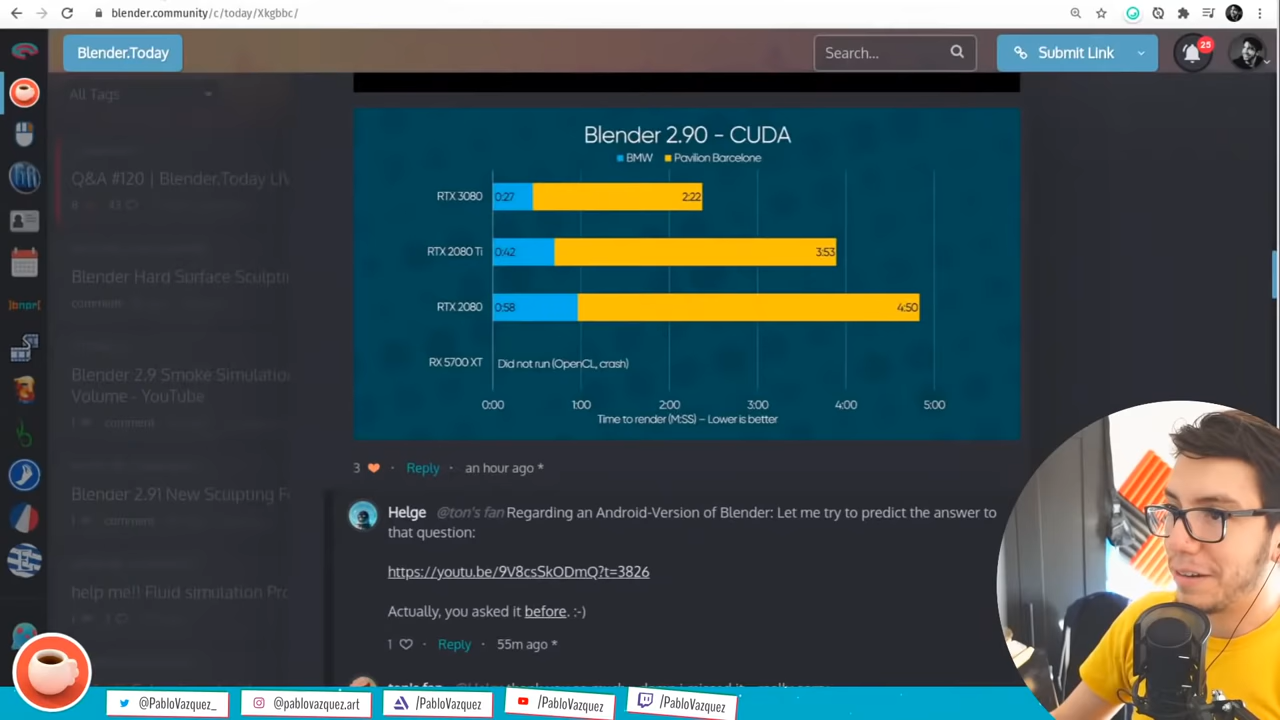 blender.community/c/today/Xkgbbc/
Blender.Today
Search...
Submit Link
25
All Tags
Q&A #120 | Blender.Today LIV
Blender Hard Surface Sculpti
comment
Blender 2.9 Smoke Simulation
Volume - YouTube
comment
Blender 2.91 New Sculpting F
comment
help me!! Fluid simulation Pro
Blender 2.90 - CUDA
BMW Pavilion Barcelone
RTX 3080 0:27 2:22
RTX 2080 Ti 0:42 3:53
RTX 2080 0:58 4:50
RX 5700 XT Did not run (OpenCL, crash)
0:00 1:00 2:00 3:00 4:00 5:00
Time to render (M:SS) – Lower is better
3 · Reply · an hour ago *
Helge @ton's fan Regarding an Android-Version of Blender: Let me try to predict the answer to
that question:
https://youtu.be/9V8csSkODmQ?t=3826
Actually, you asked it before. :-)
1 · Reply · 55m ago *
@PabloVazquez_
@pablovazquez.art
/PabloVazquez
/PabloVazquez
/PabloVazquez